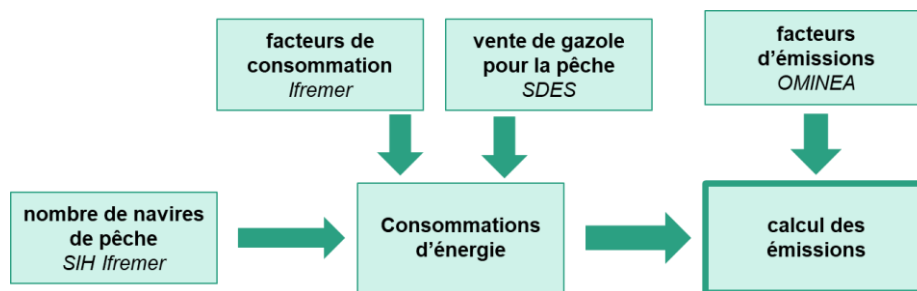 facteurs de
consommation
Ifremer
vente de gazole
pour la pêche
SDES
facteurs
d'émissions
OMINEA
nombre de navires
de pêche
SIH Ifremer
Consommations
d'énergie
calcul des
émissions